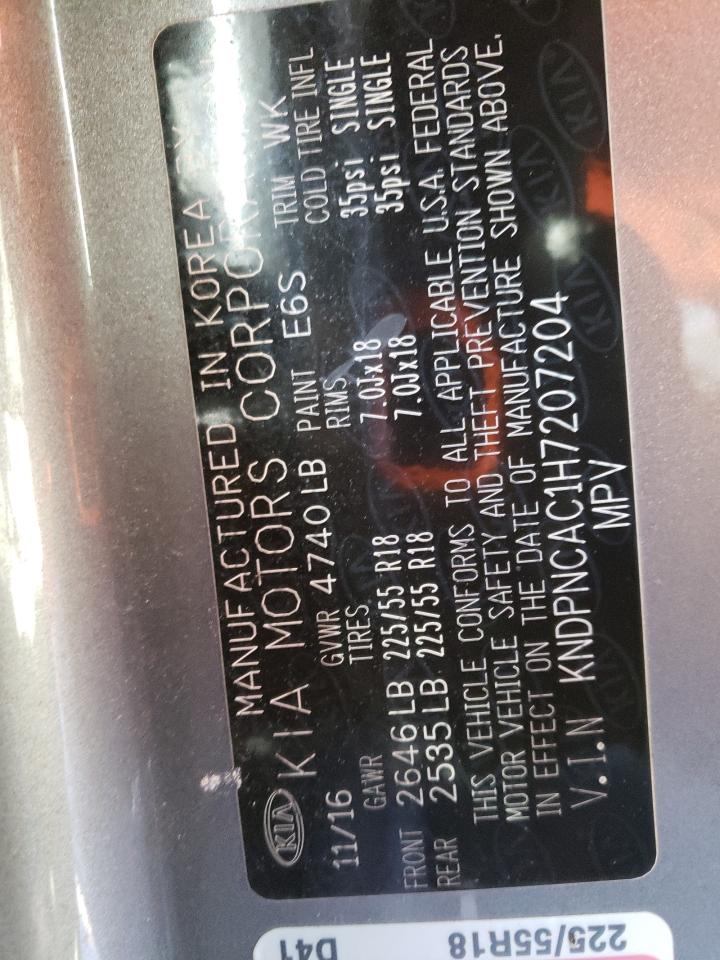 MANUFACTURED IN KOREA BY
KIA MOTORS
KIA
11/16 GVWR 4740 LB PAINT E6S TRIM WK
GAWR TIRES RIMS COLD TIRE INFL
FRONT 2646 LB 225/55 R18 7.0Jx18 35psi SINGLE
REAR 2535 LB 225/55 R18 7.0Jx18 35psi SINGLE
THIS VEHICLE CONFORMS TO ALL APPLICABLE U.S.A. FEDERAL
MOTOR VEHICLE SAFETY AND THEFT PREVENTION STANDARDS
IN EFFECT ON THE DATE OF MANUFACTURE SHOWN ABOVE.
V.I.N KNDPNCAC1H7207204
MPV
225/55R18
D41